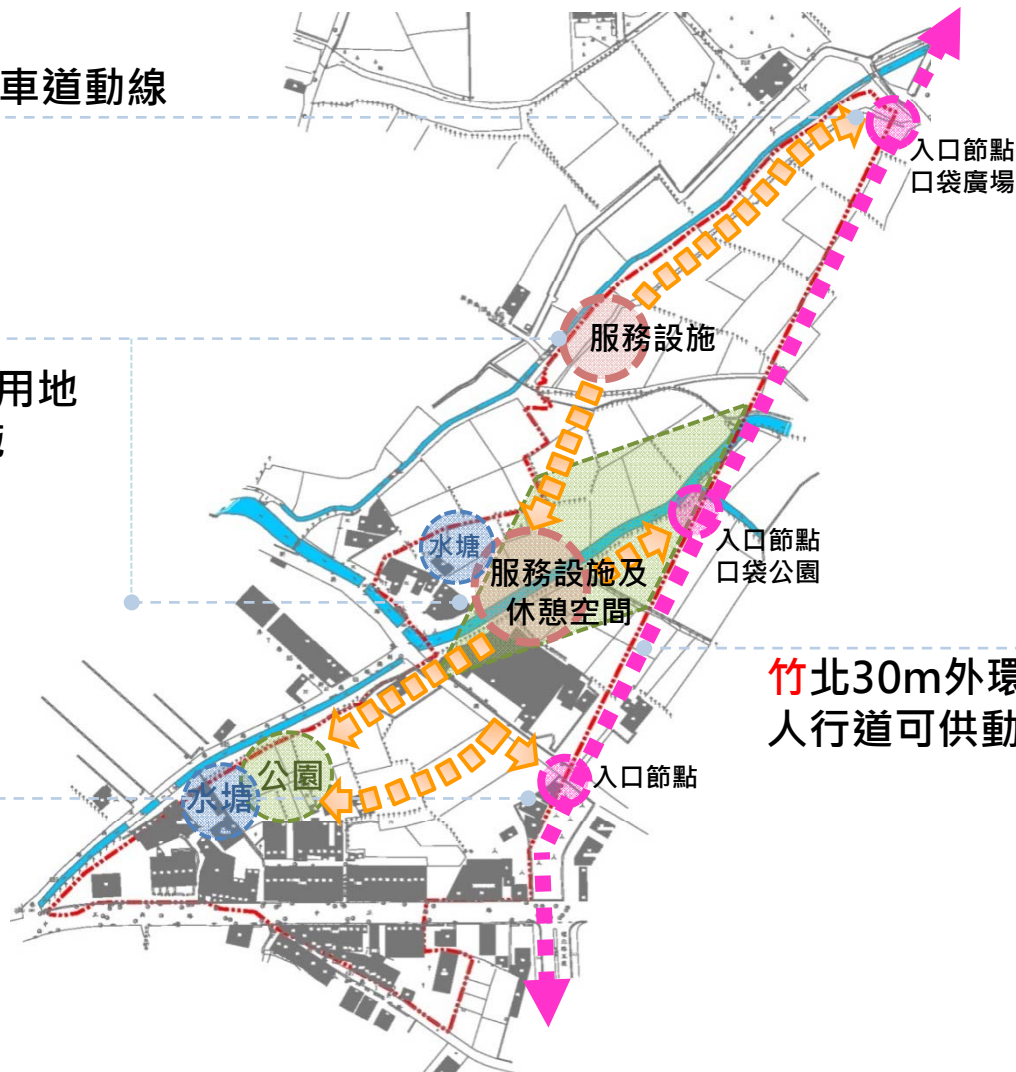 車道動線
入口節點
口袋廣場
服務設施
用地
水塘
入口節點
口袋公園
服務設施及
休憩空間
竹北30m外環
人行道可供動
入口節點
公園
水塘